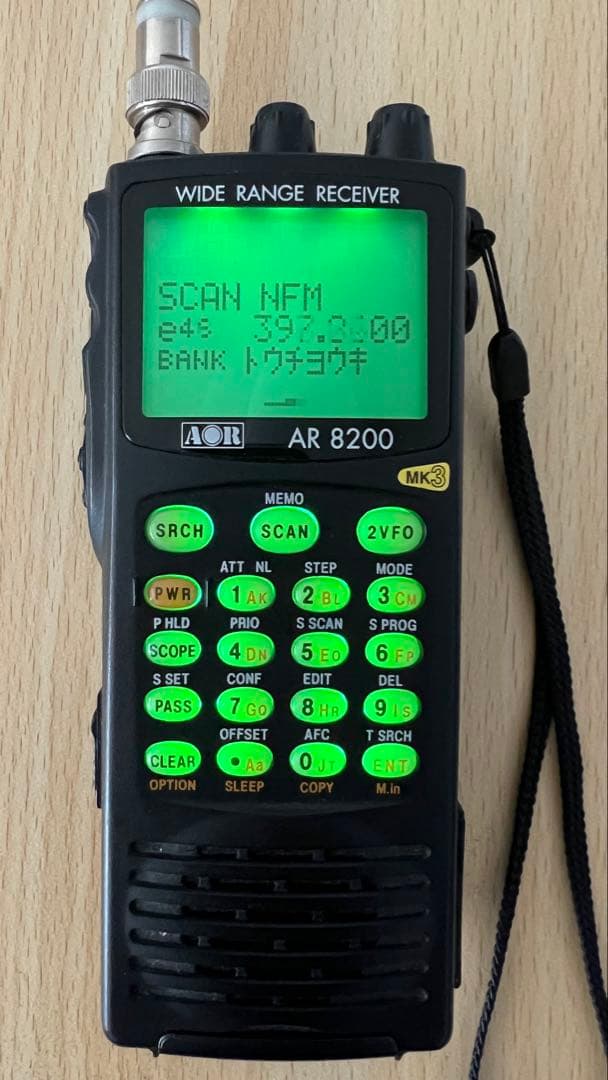 WIDE RANGE RECEIVER
SCAN NFM
e46
BANK トウチヨウキ
AOR AR 8200
MK3
MEMO
SRCH SCAN 2VFO
ATT NL STEP MODE
PWR 1 AK 2 BL 3 CM
P HLD PRIO S SCAN S PROG
SCOPE 4 DN 5 EO 6 FP
S SET CONF EDIT DEL
PASS 7 GQ 8 HR 9 IS
OFFSET AFC T SRCH
CLEAR • Aa 0 JT ENT
OPTION SLEEP COPY M.in